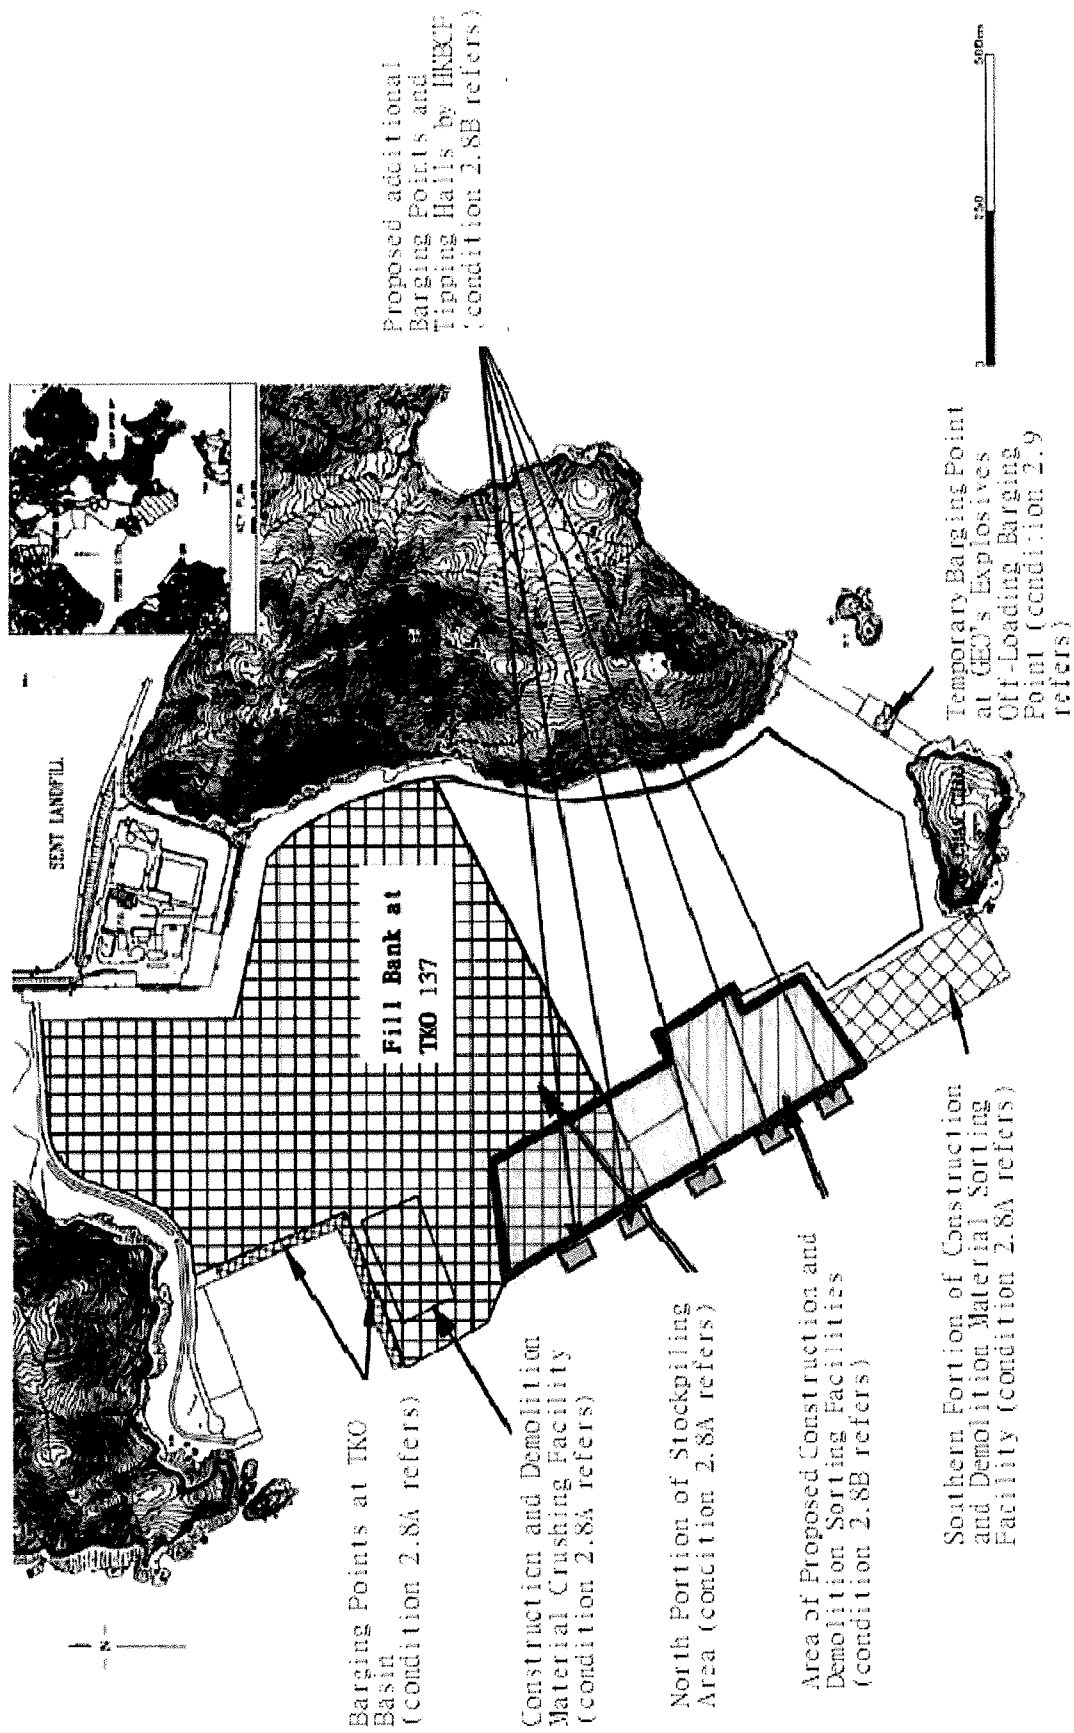 SENT LANDFILL
KEY PLAN
Proposed additional
Barging Points and
Tipping Halls by HKBCF
(condition 2.8B refers)
Fill Bank at
TKO 137
N
Barging Points at TKO
Basin
(condition 2.8A refers)
Construction and Demolition
Material Crushing Facility
(condition 2.8A refers)
North Portion of Stockpiling
Area (condition 2.8A refers)
Area of Proposed Construction and
Demolition Sorting Facilities
(condition 2.8B refers)
Southern Portion of Construction
and Demolition Material Sorting
Facility (condition 2.8A refers)
Temporary Barging Point
at GEO's Explosives
Off-Loading Barging
Point (condition 2.9
refers)
0 250 500m